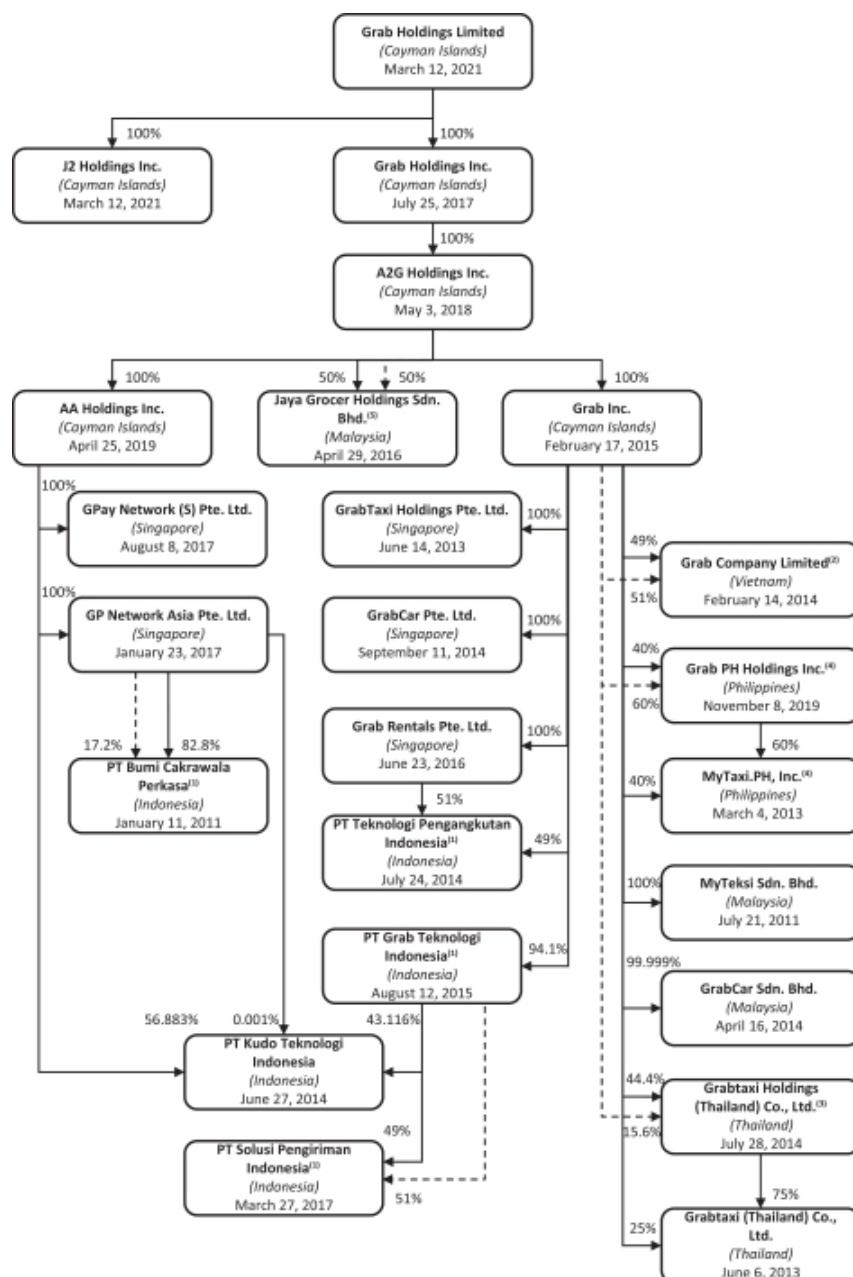 Grab Holdings Limited
(Cayman Islands)
March 12, 2021
100%
100%
J2 Holdings Inc.
(Cayman Islands)
March 12, 2021
Grab Holdings Inc.
(Cayman Islands)
July 25, 2017
100%
A2G Holdings Inc.
(Cayman Islands)
May 3, 2018
100%
50%
50%
100%
AA Holdings Inc.
(Cayman Islands)
April 25, 2019
Jaya Grocer Holdings Sdn.
Bhd.(5)
(Malaysia)
April 29, 2016
Grab Inc.
(Cayman Islands)
February 17, 2015
100%
GPay Network (S) Pte. Ltd.
(Singapore)
August 8, 2017
GrabTaxi Holdings Pte. Ltd.
(Singapore)
June 14, 2013
100%
49%
Grab Company Limited(2)
(Vietnam)
February 14, 2014
51%
100%
GP Network Asia Pte. Ltd.
(Singapore)
January 23, 2017
GrabCar Pte. Ltd.
(Singapore)
September 11, 2014
100%
40%
Grab PH Holdings Inc.(4)
(Philippines)
November 8, 2019
60%
17.2%
82.8%
PT Bumi Cakrawala
Perkasa(1)
(Indonesia)
January 11, 2011
Grab Rentals Pte. Ltd.
(Singapore)
June 23, 2016
100%
60%
40%
MyTaxi.PH, Inc.(4)
(Philippines)
March 4, 2013
51%
PT Teknologi Pengangkutan
Indonesia(1)
(Indonesia)
July 24, 2014
49%
100%
MyTeksi Sdn. Bhd.
(Malaysia)
July 21, 2011
PT Grab Teknologi
Indonesia(1)
(Indonesia)
August 12, 2015
94.1%
99.999%
GrabCar Sdn. Bhd.
(Malaysia)
April 16, 2014
56.883%
0.001%
43.116%
PT Kudo Teknologi
Indonesia
(Indonesia)
June 27, 2014
44.4%
Grabtaxi Holdings
(Thailand) Co., Ltd.(3)
(Thailand)
July 28, 2014
15.6%
49%
PT Solusi Pengiriman
Indonesia(1)
(Indonesia)
March 27, 2017
51%
75%
25%
Grabtaxi (Thailand) Co.,
Ltd.
(Thailand)
June 6, 2013